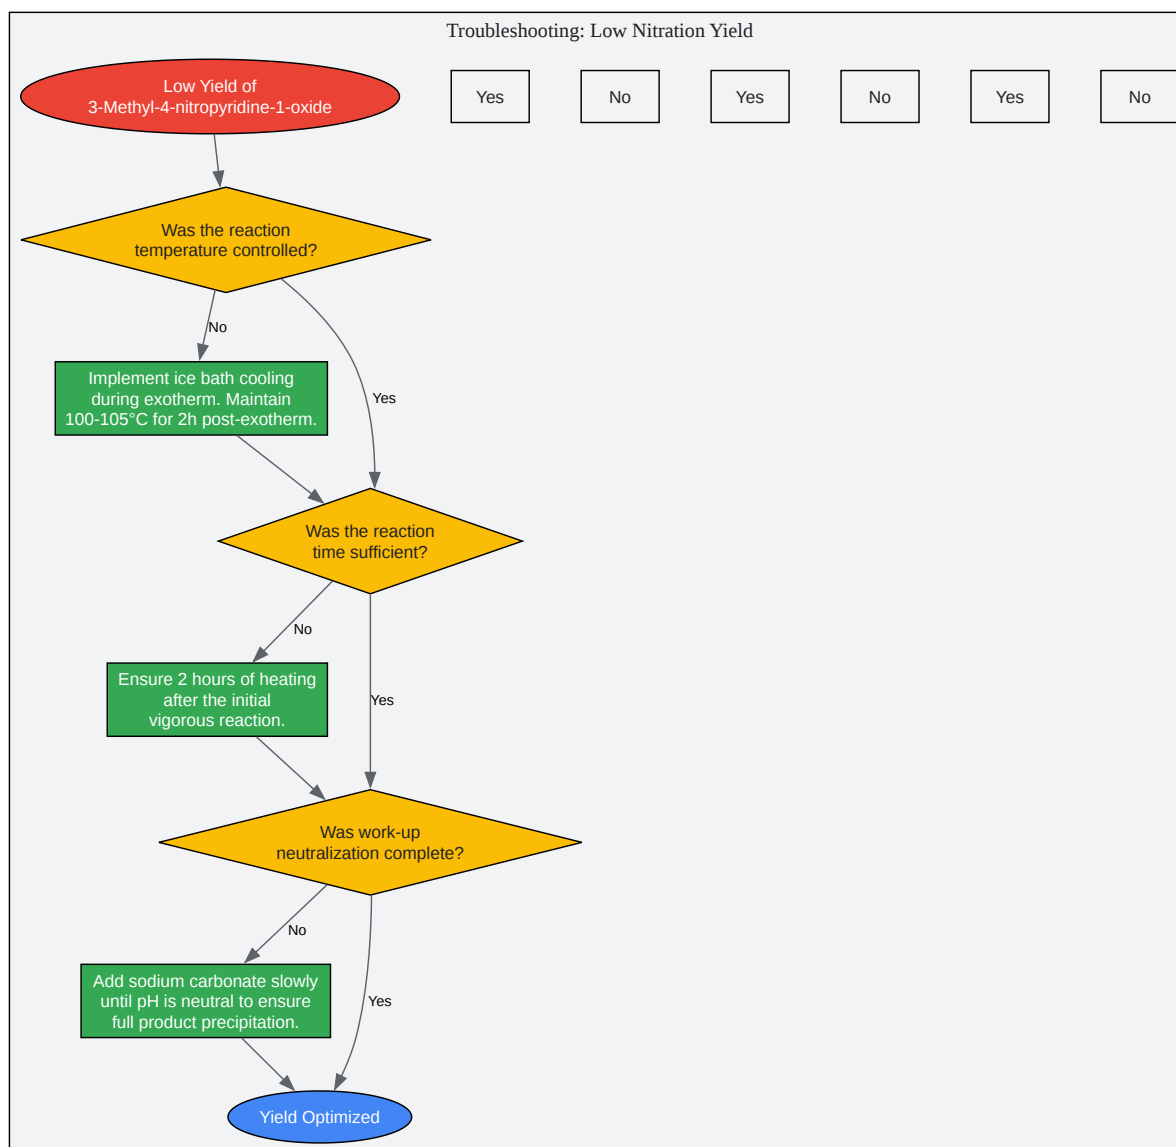 Troubleshooting: Low Nitration Yield
Low Yield of
3-Methyl-4-nitropyridine-1-oxide
Yes
No
Yes
No
Yes
No
Was the reaction
temperature controlled?
No
Implement ice bath cooling
during exotherm. Maintain
100-105°C for 2h post-exotherm.
Yes
Was the reaction
time sufficient?
No
Ensure 2 hours of heating
after the initial
vigorous reaction.
Yes
Was work-up
neutralization complete?
No
Add sodium carbonate slowly
until pH is neutral to ensure
full product precipitation.
Yes
Yield Optimized